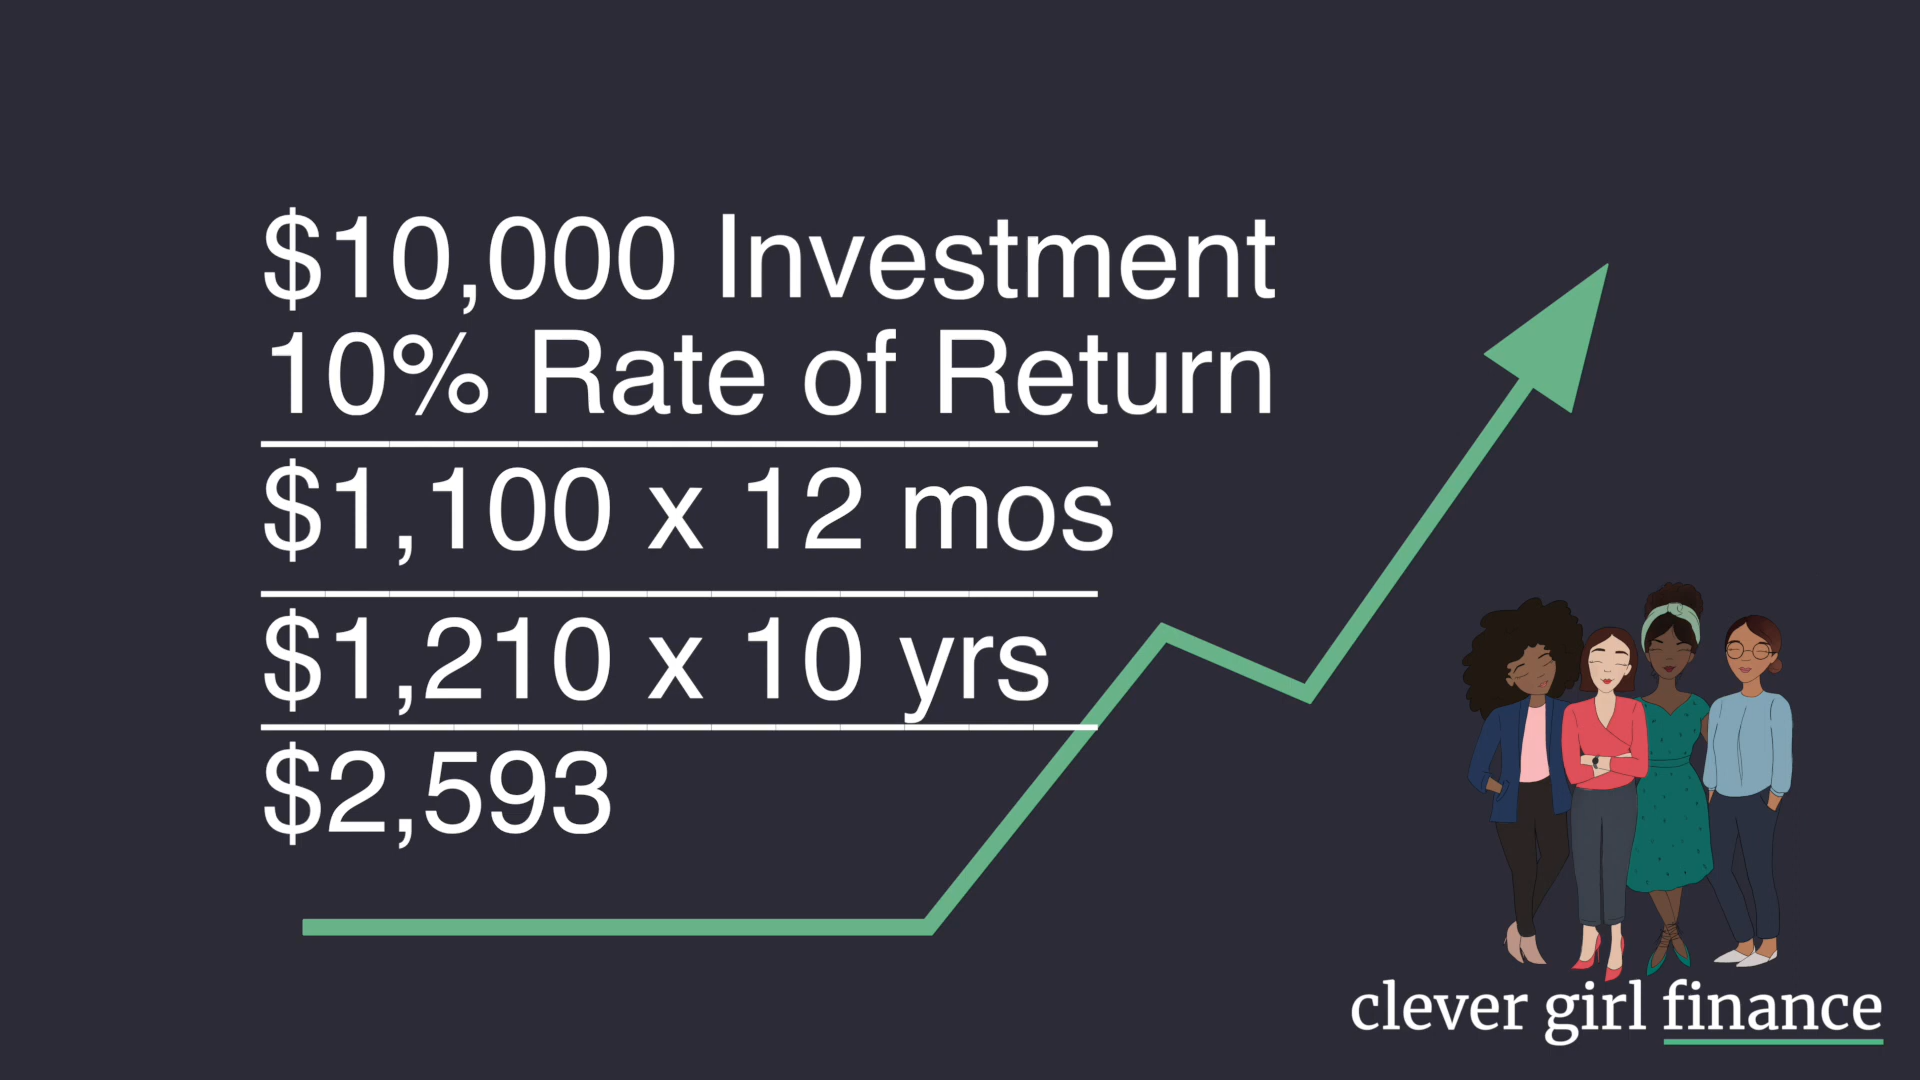 $10,000 Investment
10% Rate of Return
$1,100 x 12 mos
$1,210 x 10 yrs
$2,593
clever girl finance